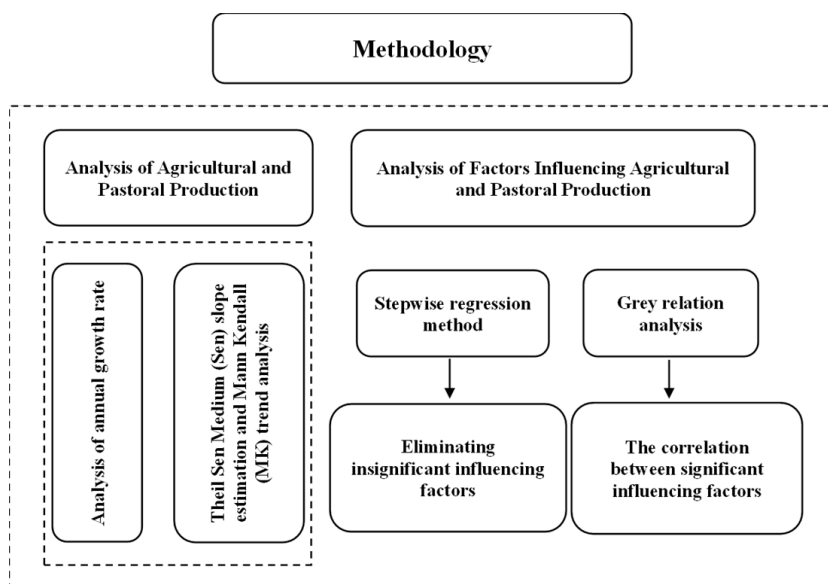 Methodology
Analysis of Agricultural and
Pastoral Production
Analysis of Factors Influencing Agricultural
and Pastoral Production
Analysis of annual growth rate
Theil Sen Medium (Sen) slope
estimation and Mann Kendall
(MK) trend analysis
Stepwise regression
method
Grey relation
analysis
Eliminating
insignificant influencing
factors
The correlation
between significant
influencing factors